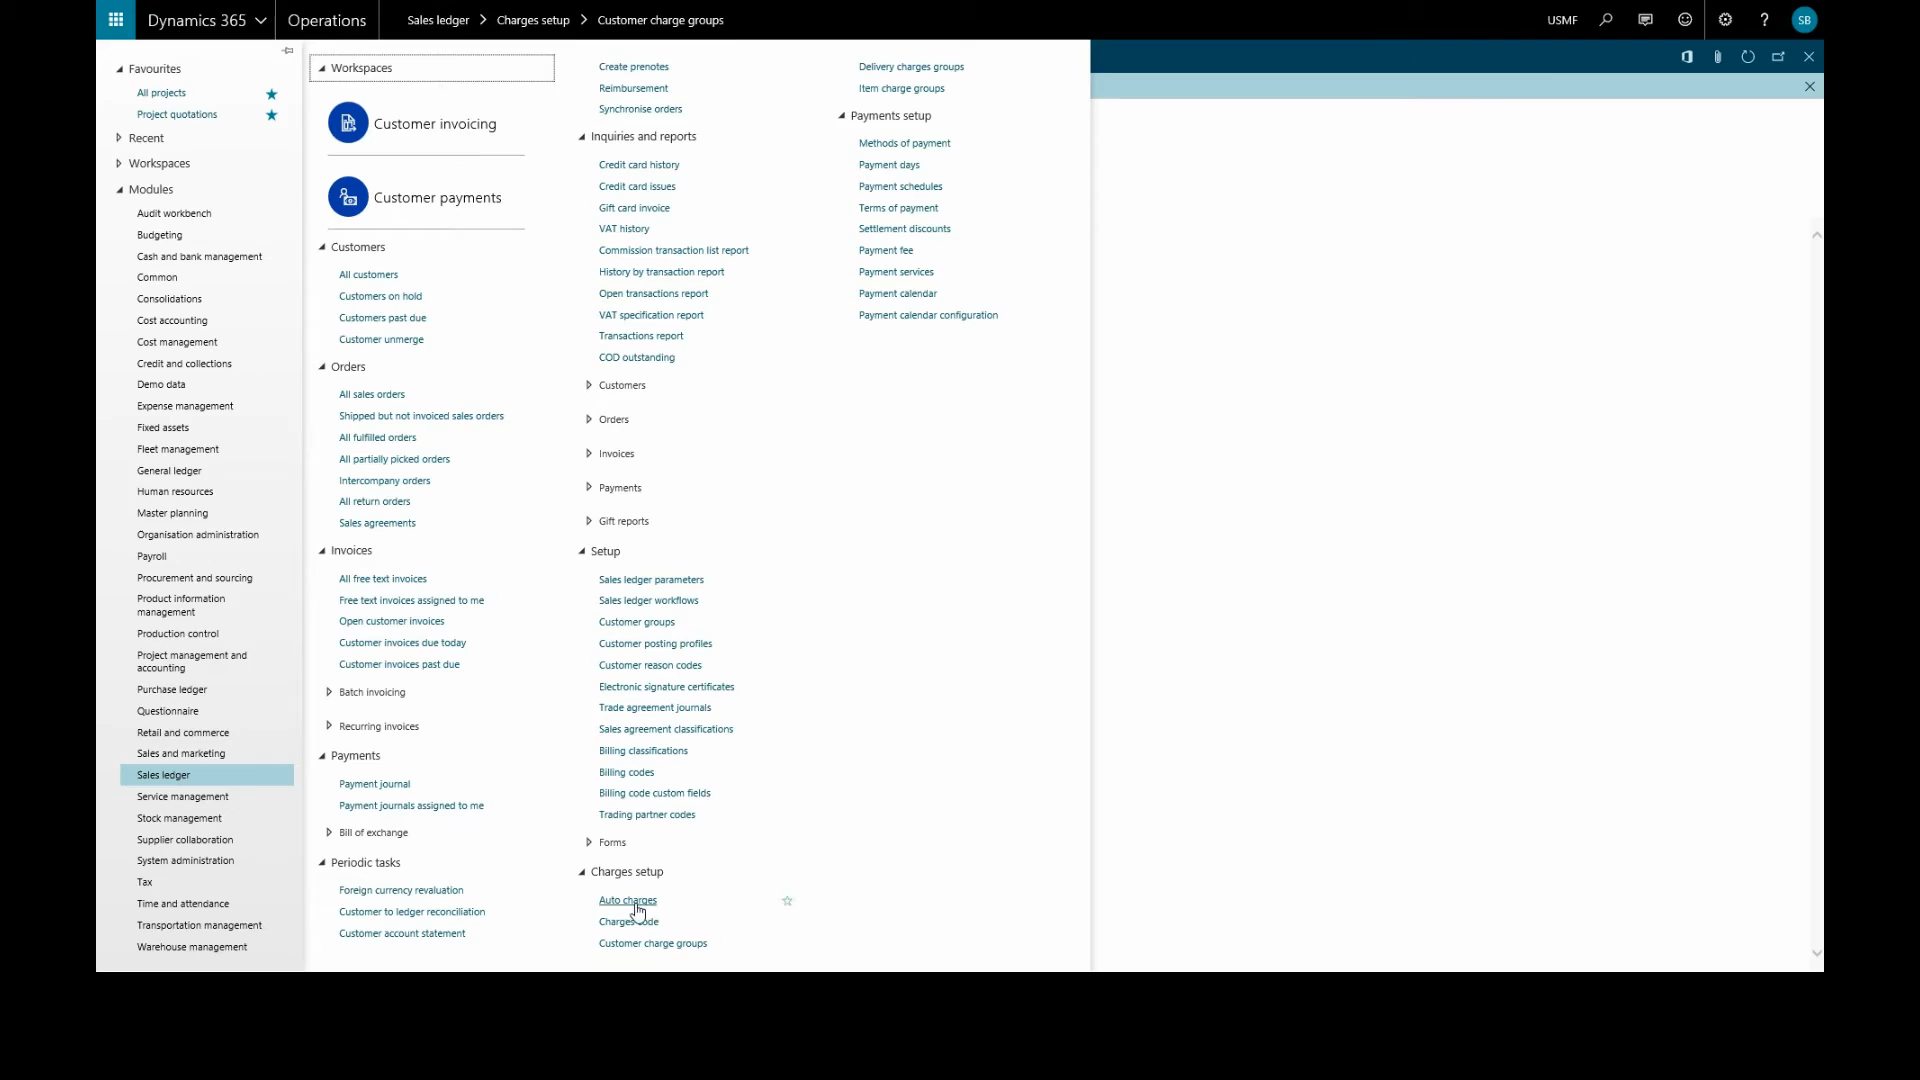 Dynamics 365
Operations
Sales ledger
Charges setup
Customer charge groups
USMF
?
SB
Favourites
All projects
Project quotations
Recent
Workspaces
Modules
Audit workbench
Budgeting
Cash and bank management
Common
Consolidations
Cost accounting
Cost management
Credit and collections
Demo data
Expense management
Fixed assets
Fleet management
General ledger
Human resources
Master planning
Organisation administration
Payroll
Procurement and sourcing
Product information
management
Production control
Project management and
accounting
Purchase ledger
Questionnaire
Retail and commerce
Sales and marketing
Sales ledger
Service management
Stock management
Supplier collaboration
System administration
Tax
Time and attendance
Transportation management
Warehouse management
Workspaces
Customer invoicing
Customer payments
Customers
All customers
Customers on hold
Customers past due
Customer unmerge
Orders
All sales orders
Shipped but not invoiced sales orders
All fulfilled orders
All partially picked orders
Intercompany orders
All return orders
Sales agreements
Invoices
All free text invoices
Free text invoices assigned to me
Open customer invoices
Customer invoices due today
Customer invoices past due
Batch invoicing
Recurring invoices
Payments
Payment journal
Payment journals assigned to me
Bill of exchange
Periodic tasks
Foreign currency revaluation
Customer to ledger reconciliation
Customer account statement
Create prenotes
Reimbursement
Synchronise orders
Inquiries and reports
Credit card history
Credit card issues
Gift card invoice
VAT history
Commission transaction list report
History by transaction report
Open transactions report
VAT specification report
Transactions report
COD outstanding
Customers
Orders
Invoices
Payments
Gift reports
Setup
Sales ledger parameters
Sales ledger workflows
Customer groups
Customer posting profiles
Customer reason codes
Electronic signature certificates
Trade agreement journals
Sales agreement classifications
Billing classifications
Billing codes
Billing code custom fields
Trading partner codes
Forms
Charges setup
Auto charges
Charges code
Customer charge groups
Delivery charges groups
Item charge groups
Payments setup
Methods of payment
Payment days
Payment schedules
Terms of payment
Settlement discounts
Payment fee
Payment services
Payment calendar
Payment calendar configuration